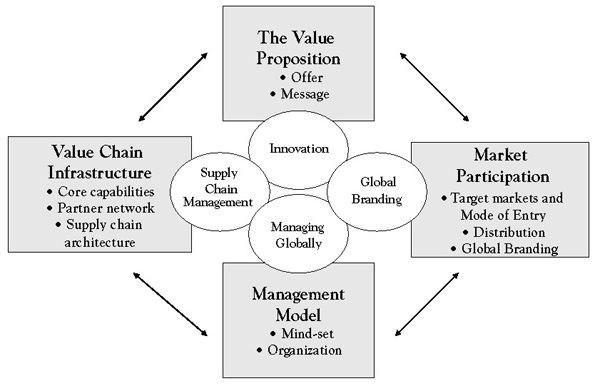 The Value
Proposition
• Offer
• Message
Value Chain
Infrastructure
• Core capabilities
• Partner network
• Supply chain
architecture
Innovation
Supply
Chain
Management
Global
Branding
Managing
Globally
Market
Participation
• Target markets and
Mode of Entry
• Distribution
• Global Branding
Management
Model
• Mind-set
• Organization